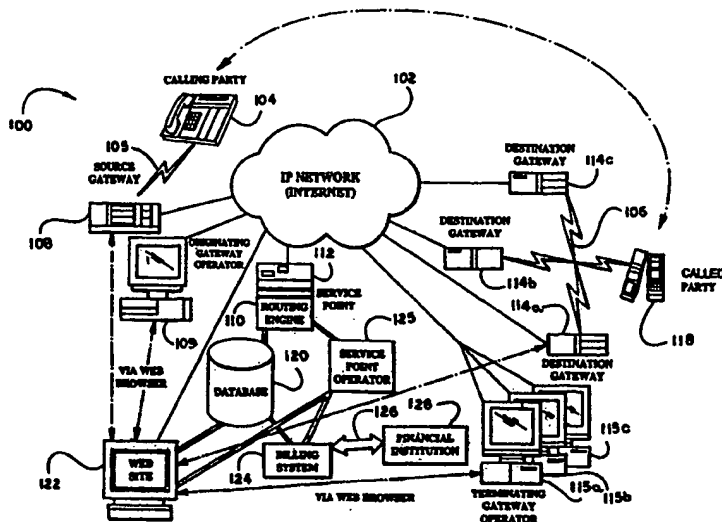 CALLING PARTY
104
100
102
105
SOURCE
GATEWAY
IP NETWORK
(INTERNET)
DESTINATION
GATEWAY
114c
106
108
ORIGINATING
GATEWAY
OPERATOR
112
SERVICE
POINT
DESTINATION
GATEWAY
114b
CALLED
PARTY
118
110
ROUTING
ENGINE
114a
DESTINATION
GATEWAY
109
125
120
SERVICE
POINT
OPERATOR
VIA WEB
BROWSER
DATABASE
126
126
FINANCIAL
INSTITUTION
122
WEB
SITE
BILLING
SYSTEM
124
VIA WEB BROWSER
TERMINATING
GATEWAY
OPERATOR
115a
115b
115c